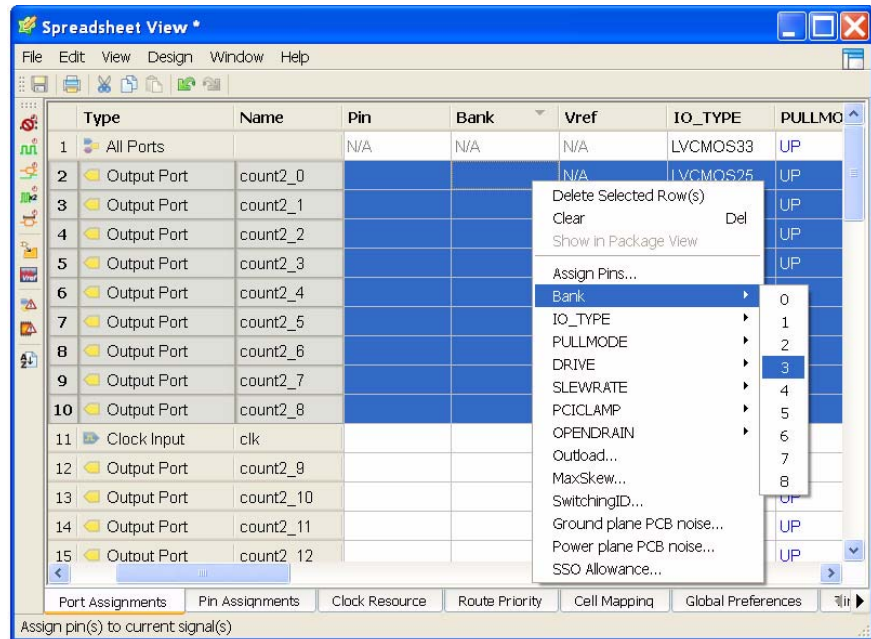 Spreadsheet View *
File Edit View Design Window Help
Type Name Pin Bank Vref IO_TYPE PULLMO
1 All Ports N/A N/A N/A LVCMOS33 UP
2 Output Port count2_0 N/A LVCMOS25 UP
3 Output Port count2_1 UP
4 Output Port count2_2 UP
5 Output Port count2_3 UP
6 Output Port count2_4
7 Output Port count2_5
8 Output Port count2_6
9 Output Port count2_7
10 Output Port count2_8
11 Clock Input clk
12 Output Port count2_9
13 Output Port count2_10 UP
14 Output Port count2_11 UP
15 Output Port count2_12 UP
Delete Selected Row(s)
Clear Del
Show in Package View
Assign Pins...
Bank
IO_TYPE
PULLMODE
DRIVE
SLEWRATE
PCICLAMP
OPENDRAIN
Outload...
MaxSkew...
SwitchingID...
Ground plane PCB noise...
Power plane PCB noise...
SSO Allowance...
0
1
2
3
4
5
6
7
8
Port Assignments Pin Assignments Clock Resource Route Priority Cell Mapping Global Preferences
Assign pin(s) to current signal(s)